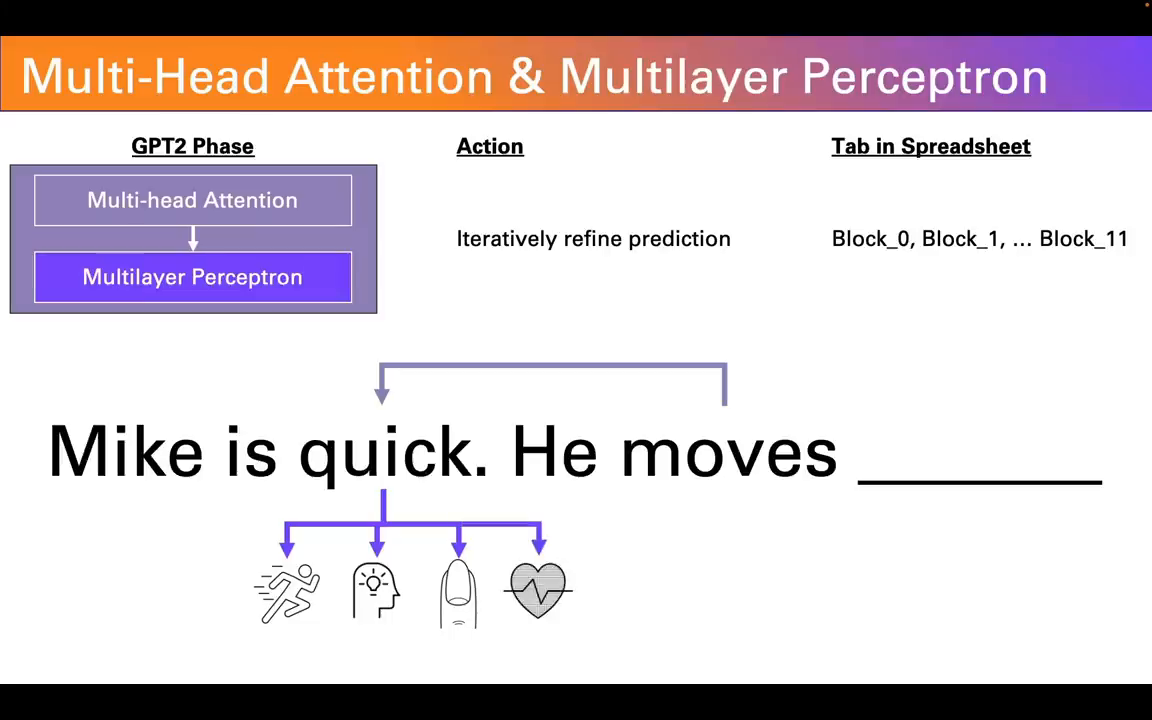 Multi-Head Attention & Multilayer Perceptron
GPT2 Phase
Action
Tab in Spreadsheet
Multi-head Attention
Multilayer Perceptron
Iteratively refine prediction
Block_0, Block_1, ... Block_11
Mike is quick. He moves ________